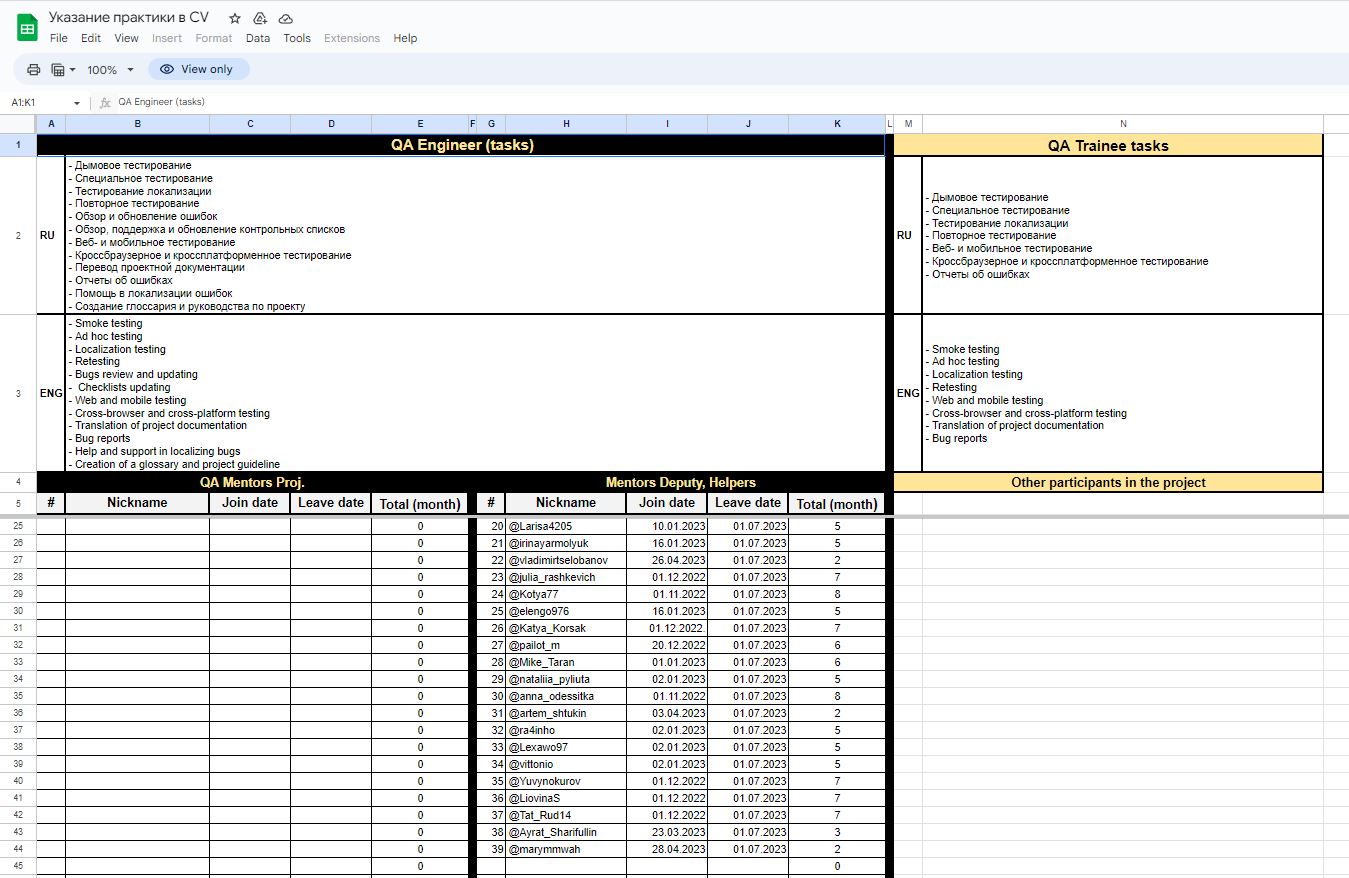 Указание практики в CV
File Edit View Insert Format Data Tools Extensions Help
100% View only
A1:K1 fx QA Engineer (tasks)
A B C D E F G H I J K L M N
1 QA Engineer (tasks) QA Trainee tasks
2 RU
- Дымовое тестирование
- Специальное тестирование
- Тестирование локализации
- Повторное тестирование
- Обзор и обновление ошибок
- Обзор, поддержка и обновление контрольных списков
- Веб- и мобильное тестирование
- Кроссбраузерное и кроссплатформенное тестирование
- Перевод проектной документации
- Отчеты об ошибках
- Помощь в локализации ошибок
- Создание глоссария и руководства по проекту
RU
- Дымовое тестирование
- Специальное тестирование
- Тестирование локализации
- Повторное тестирование
- Веб- и мобильное тестирование
- Кроссбраузерное и кроссплатформенное тестирование
- Отчеты об ошибках
3 ENG
- Smoke testing
- Ad hoc testing
- Localization testing
- Retesting
- Bugs review and updating
- Checklists updating
- Web and mobile testing
- Cross-browser and cross-platform testing
- Translation of project documentation
- Bug reports
- Help and support in localizing bugs
- Creation of a glossary and project guideline
ENG
- Smoke testing
- Ad hoc testing
- Localization testing
- Retesting
- Web and mobile testing
- Cross-browser and cross-platform testing
- Translation of project documentation
- Bug reports
4 QA Mentors Proj. Mentors Deputy, Helpers Other participants in the project
5 # Nickname Join date Leave date Total (month) # Nickname Join date Leave date Total (month)
25 0 20 @Larisa4205 10.01.2023 01.07.2023 5
26 0 21 @irinayarmolyuk 16.01.2023 01.07.2023 5
27 0 22 @vladimirtselobanov 26.04.2023 01.07.2023 2
28 0 23 @julia_rashkevich 01.12.2022 01.07.2023 7
29 0 24 @Kotya77 01.11.2022 01.07.2023 8
30 0 25 @elengo976 16.01.2023 01.07.2023 5
31 0 26 @Katya_Korsak 01.12.2022. 01.07.2023 7
32 0 27 @pailot_m 20.12.2022 01.07.2023 6
33 0 28 @Mike_Taran 01.01.2023 01.07.2023 6
34 0 29 @nataliia_pyliuta 02.01.2023 01.07.2023 5
35 0 30 @anna_odessitka 01.11.2022 01.07.2023 8
36 0 31 @artem_shtukin 03.04.2023 01.07.2023 2
37 0 32 @ra4inho 02.01.2023 01.07.2023 5
38 0 33 @Lexawo97 02.01.2023 01.07.2023 5
39 0 34 @vittonio 02.01.2023 01.07.2023 5
40 0 35 @Yuvynokurov 01.12.2022 01.07.2023 7
41 0 36 @LiovinaS 01.12.2022 01.07.2023 7
42 0 37 @Tat_Rud14 01.12.2022 01.07.2023 7
43 0 38 @Ayrat_Sharifullin 23.03.2023 01.07.2023 3
44 0 39 @marymmwah 28.04.2023 01.07.2023 2
45 0 0